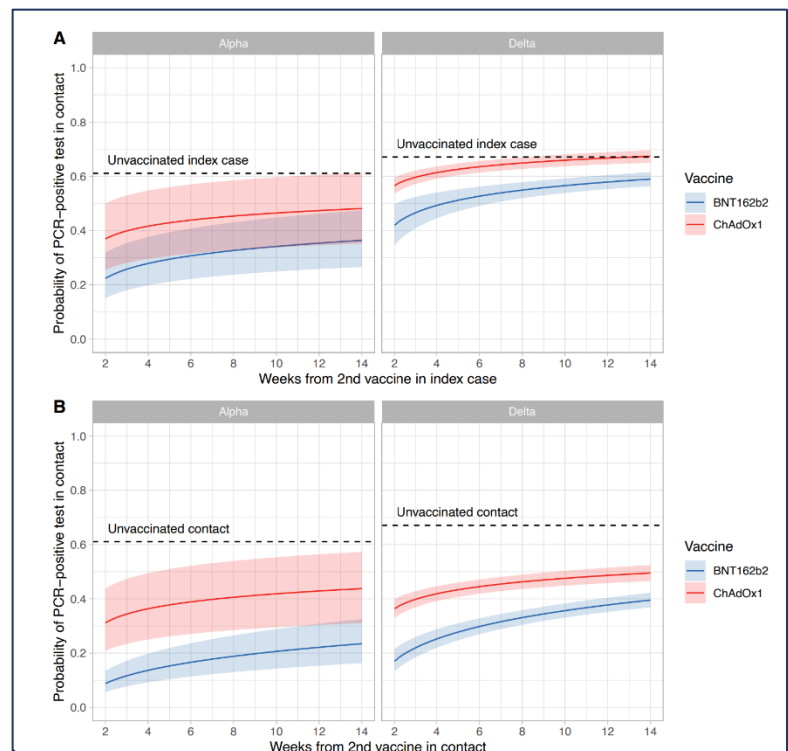 A
Alpha
Delta
Probability of PCR−positive test in contact
1.0
0.8
0.6
0.4
0.2
0.0
Unvaccinated index case
Unvaccinated index case
Vaccine
BNT162b2
ChAdOx1
2 4 6 8 10 12 14
2 4 6 8 10 12 14
Weeks from 2nd vaccine in index case
B
Alpha
Delta
Probability of PCR−positive test in contact
1.0
0.8
0.6
0.4
0.2
0.0
Unvaccinated contact
Unvaccinated contact
Vaccine
BNT162b2
ChAdOx1
2 4 6 8 10 12 14
2 4 6 8 10 12 14
Weeks from 2nd vaccine in contact